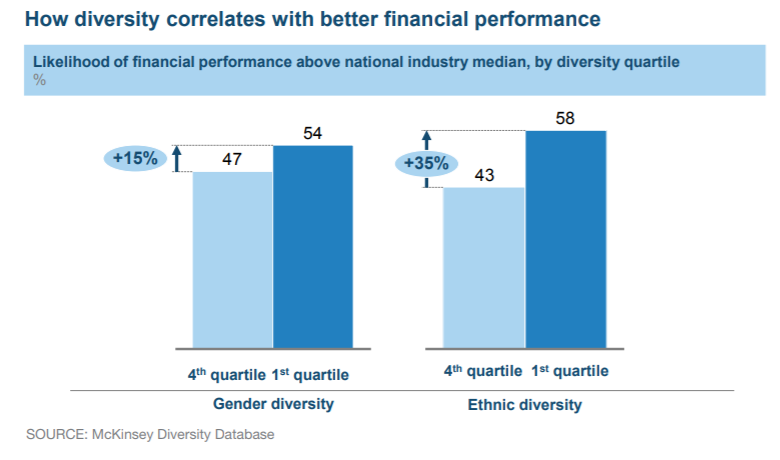 How diversity correlates with better financial performance
Likelihood of financial performance above national industry median, by diversity quartile
%
+15%
47
54
+35%
43
58
4th quartile 1st quartile
Gender diversity
4th quartile 1st quartile
Ethnic diversity
SOURCE: McKinsey Diversity Database